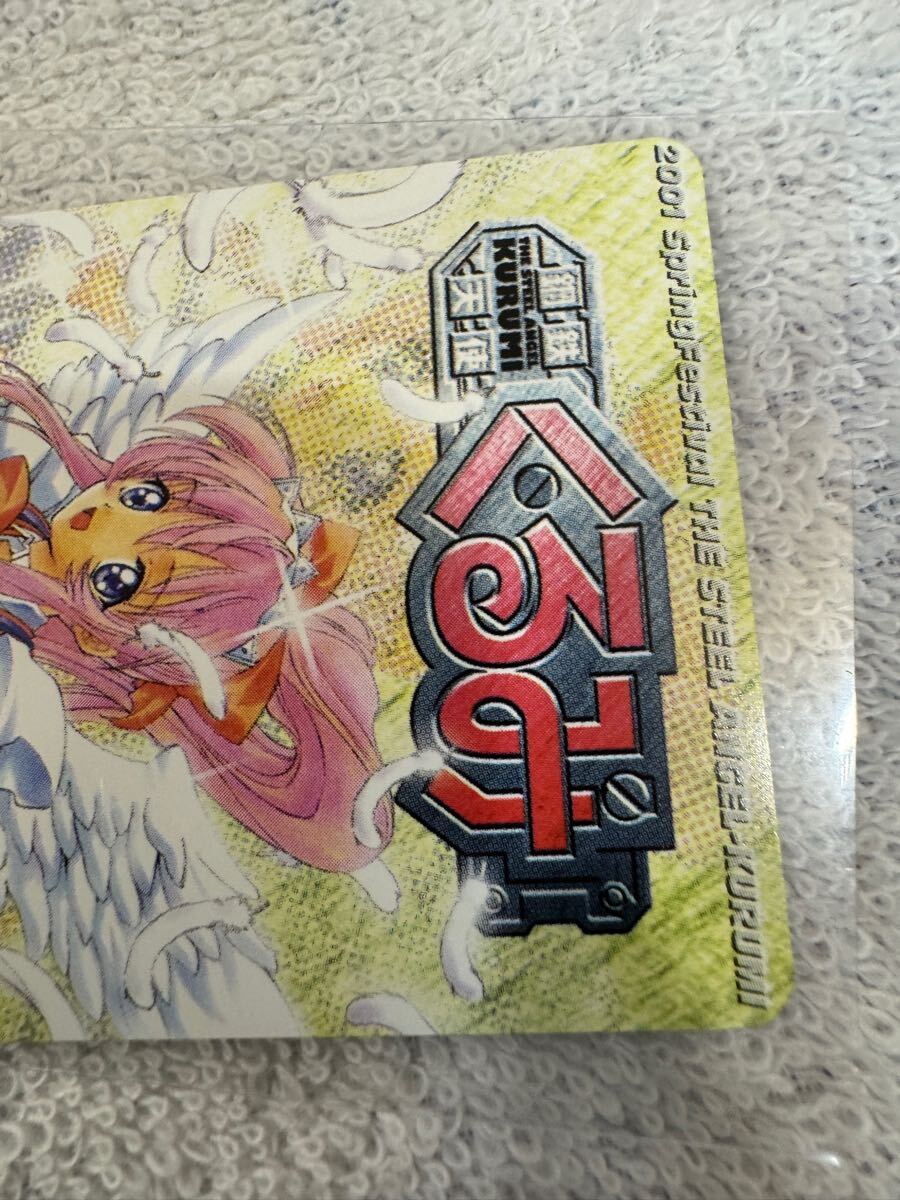 2001 SpringFestival THE STEEL ANGEL KURUMI
鋼鉄
天使
THE STEEL ANGEL
KURUMI
くるみ